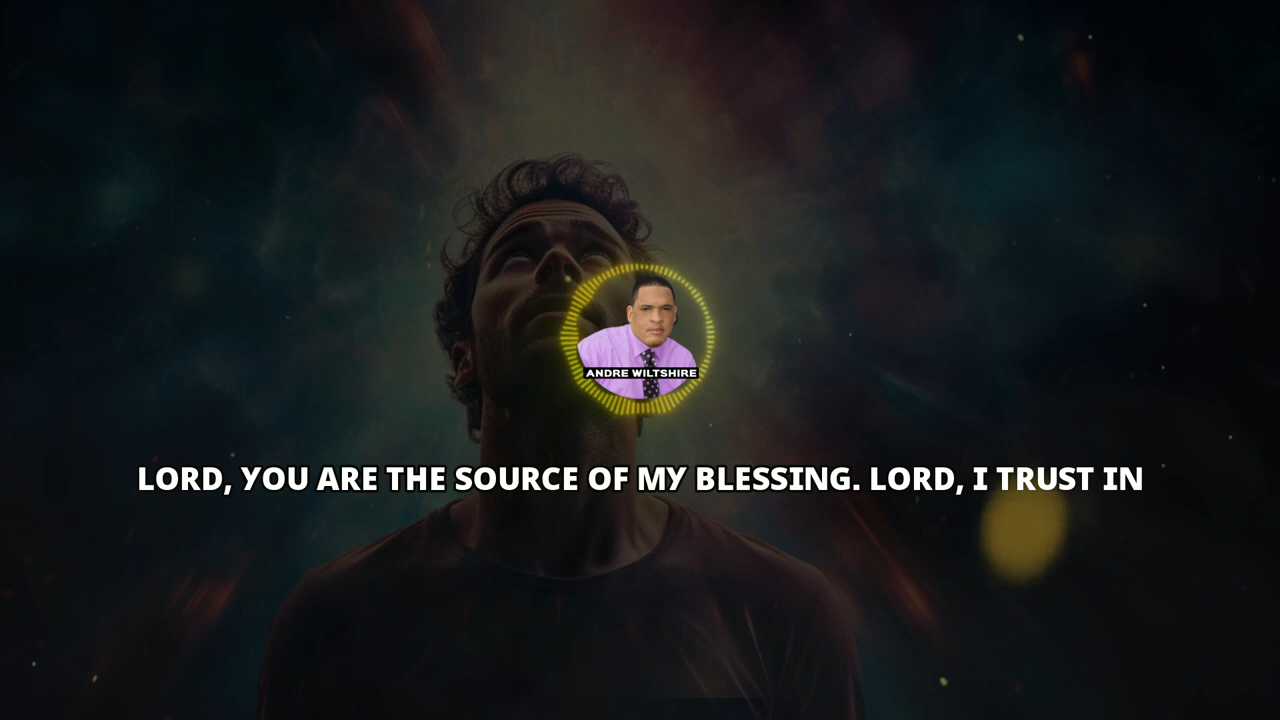 ANDRE WILTSHIRE
LORD, YOU ARE THE SOURCE OF MY BLESSING. LORD, I TRUST IN